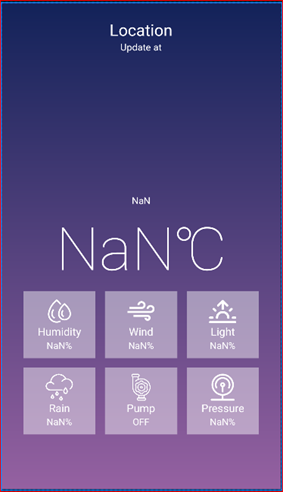 Location
Update at
NaN
NaN°C
Humidity
NaN%
Wind
NaN%
Light
NaN%
Rain
NaN%
Pump
OFF
Pressure
NaN%